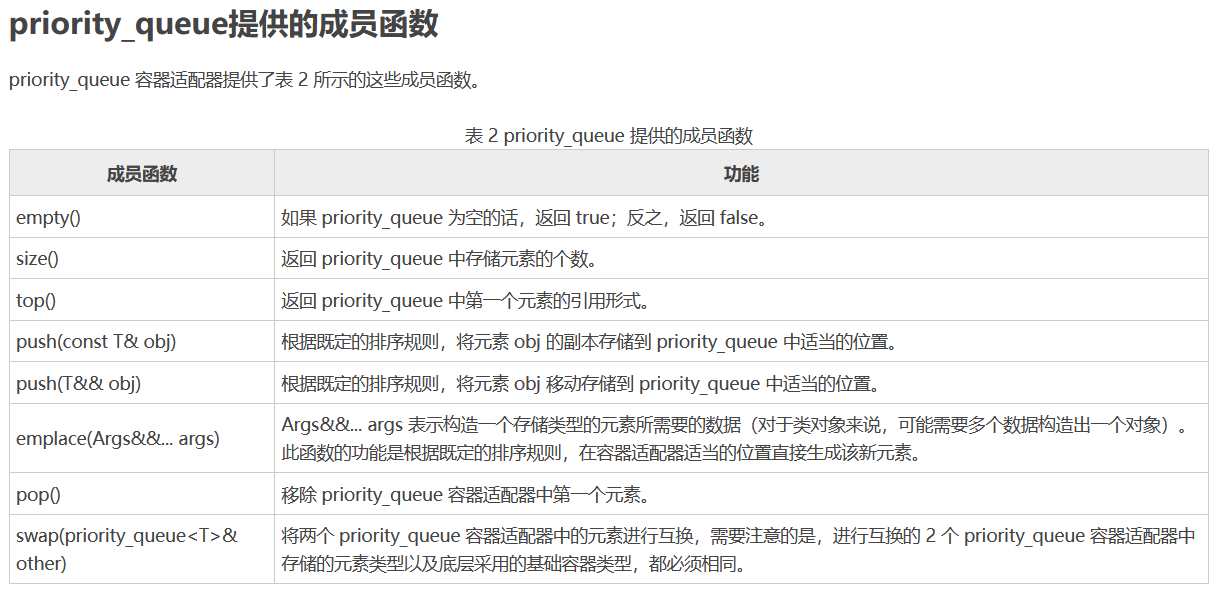 priority_queue提供的成员函数
priority_queue 容器适配器提供了表 2 所示的这些成员函数。
表 2 priority_queue 提供的成员函数
成员函数 功能
empty() 如果 priority_queue 为空的话，返回 true；反之，返回 false。
size() 返回 priority_queue 中存储元素的个数。
top() 返回 priority_queue 中第一个元素的引用形式。
push(const T& obj) 根据既定的排序规则，将元素 obj 的副本存储到 priority_queue 中适当的位置。
push(T&& obj) 根据既定的排序规则，将元素 obj 移动存储到 priority_queue 中适当的位置。
emplace(Args&&... args) Args&&... args 表示构造一个存储类型的元素所需要的数据（对于类对象来说，可能需要多个数据构造出一个对象）。
此函数的功能是根据既定的排序规则，在容器适配器适当的位置直接生成该新元素。
pop() 移除 priority_queue 容器适配器中第一个元素。
swap(priority_queue<T>& 将两个 priority_queue 容器适配器中的元素进行互换，需要注意的是，进行互换的 2 个 priority_queue 容器适配器中
other) 存储的元素类型以及底层采用的基础容器类型，都必须相同。